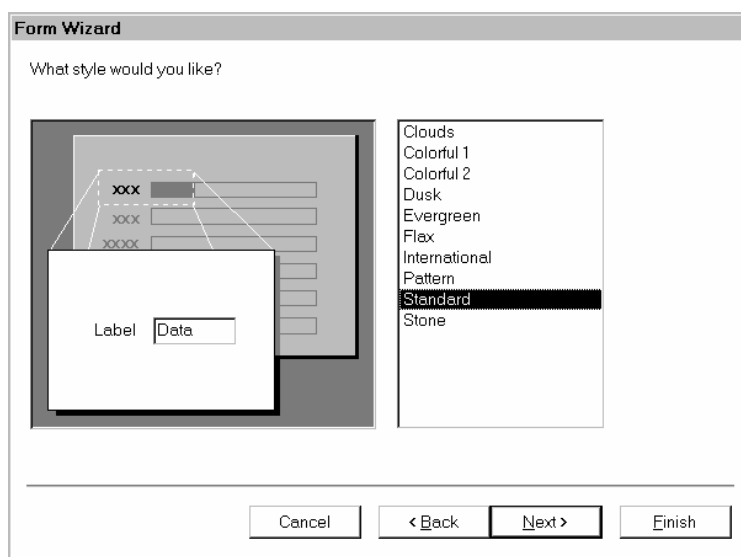 Form Wizard
What style would you like?
xxx
xxx
xxxx
Label Data
Clouds
Colorful 1
Colorful 2
Dusk
Evergreen
Flax
International
Pattern
Standard
Stone
Cancel < Back Next > Finish